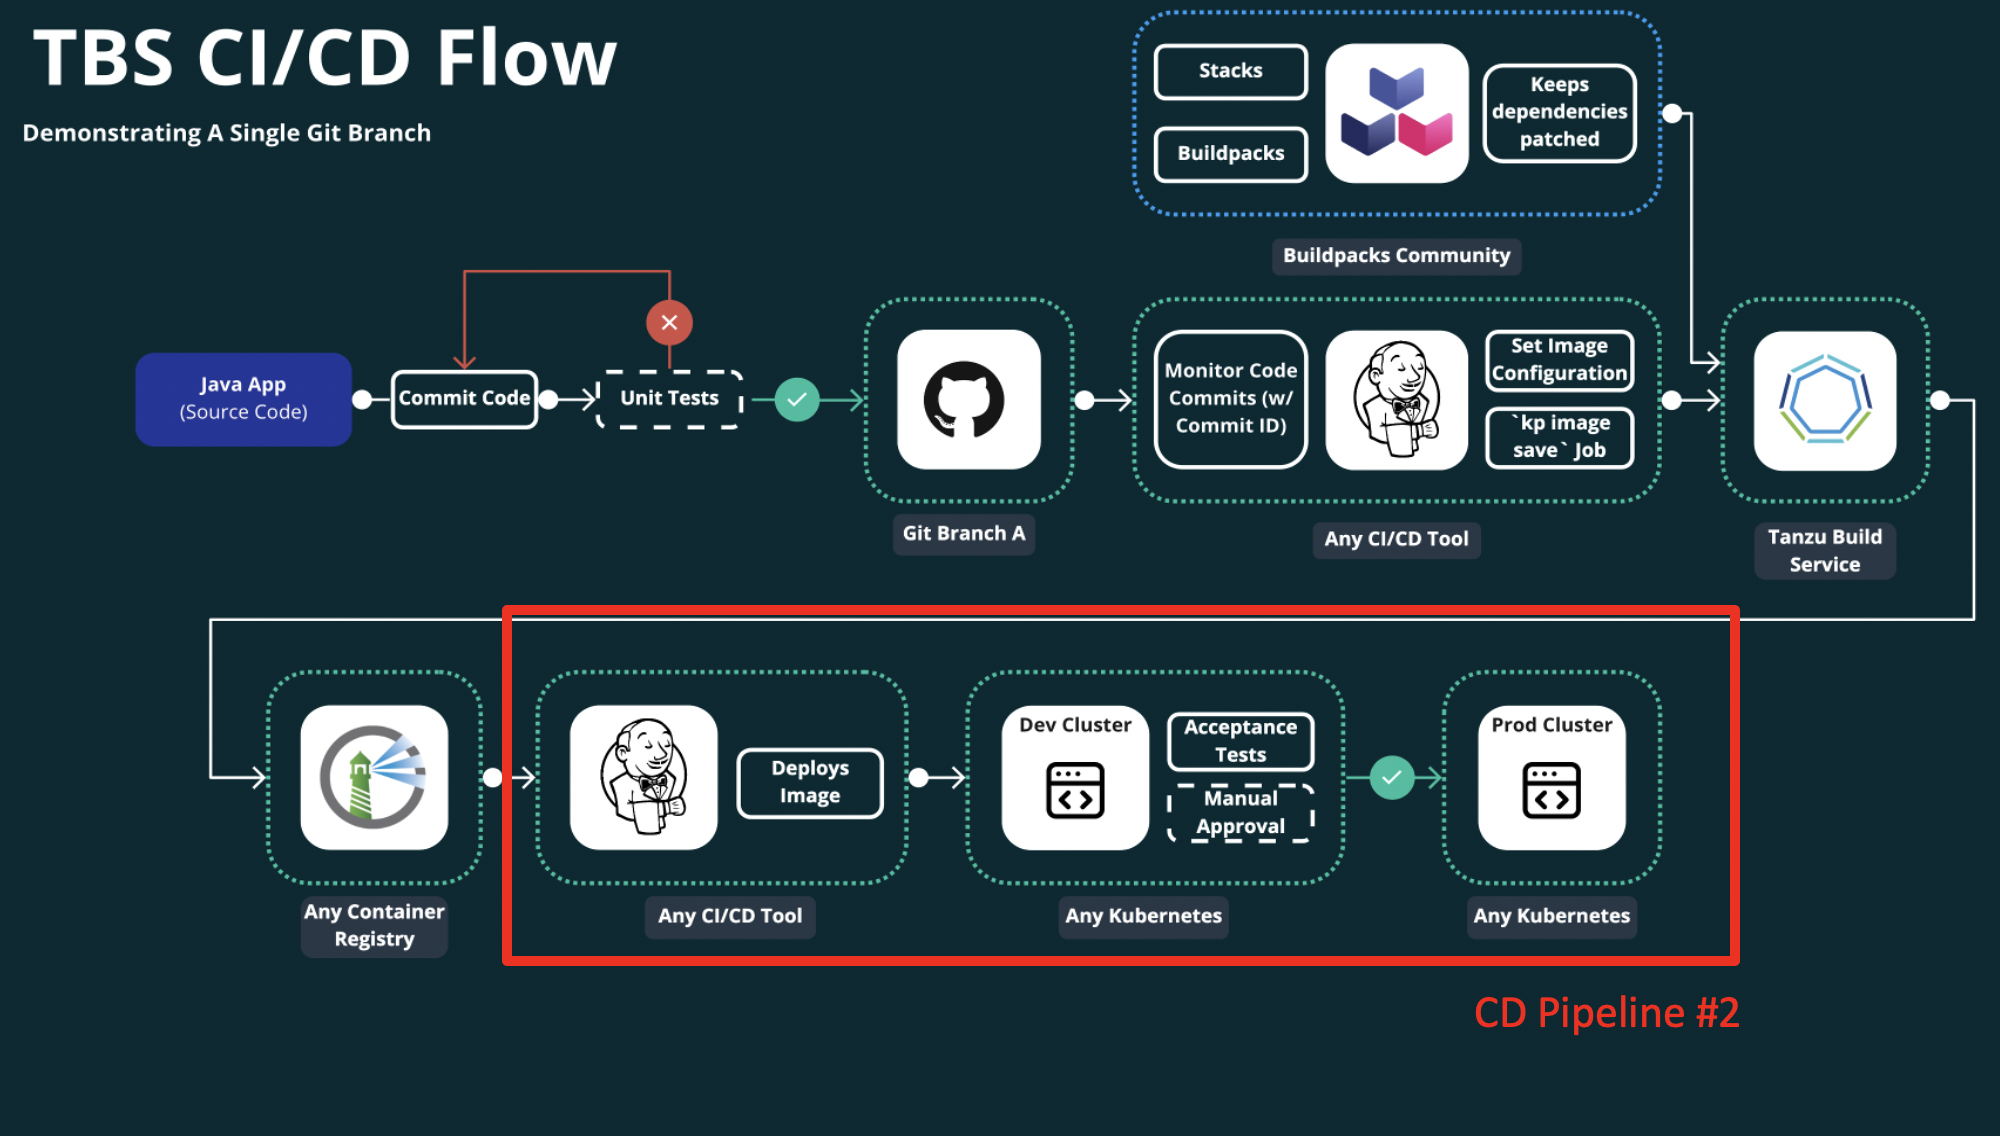 TBS CI/CD Flow
Demonstrating A Single Git Branch
Stacks
Buildpacks
Keeps
dependencies
patched
Buildpacks Community
Java App
(Source Code)
Commit Code
Unit Tests
Git Branch A
Monitor Code
Commits (w/
Commit ID)
Set Image
Configuration
`kp image
save` Job
Any CI/CD Tool
Tanzu Build
Service
Any Container
Registry
Deploys
Image
Any CI/CD Tool
Dev Cluster
Acceptance
Tests
Manual
Approval
Any Kubernetes
Prod Cluster
Any Kubernetes
CD Pipeline #2